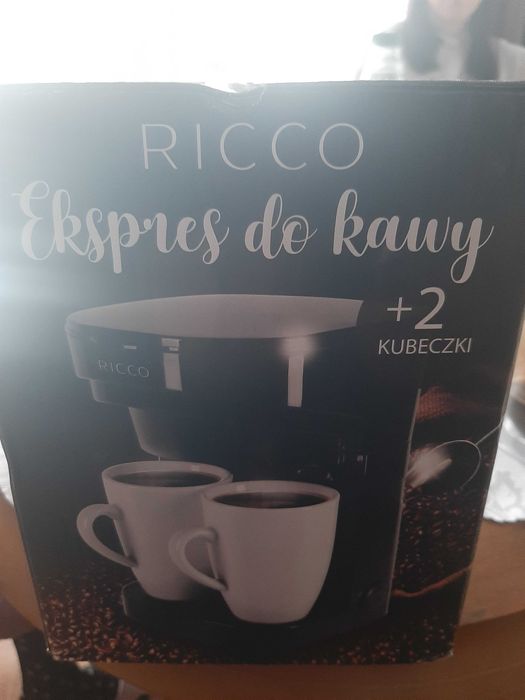 RICCO
Ekspres do kawy
+2
KUBECZKI
RICCO